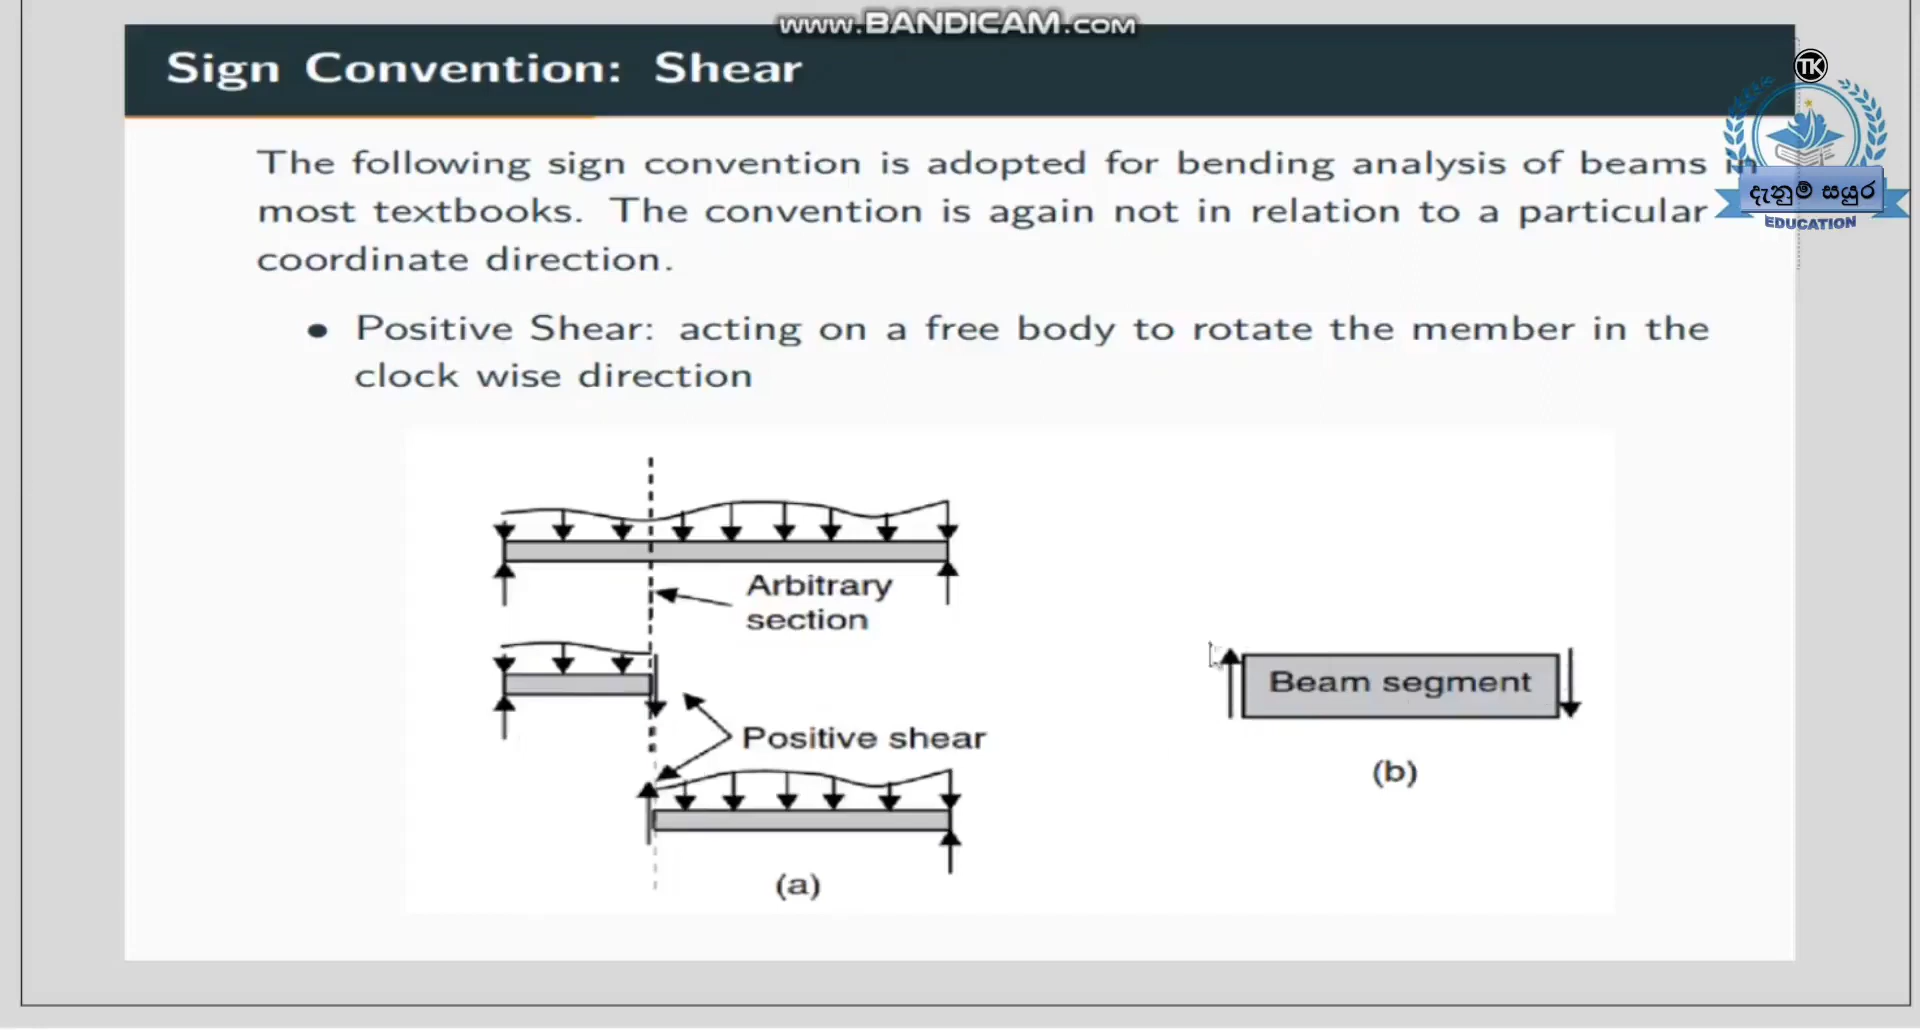 www.BANDICAM.com
Sign Convention: Shear
TK
The following sign convention is adopted for bending analysis of beams in
most textbooks. The convention is again not in relation to a particular
coordinate direction.
දැනුම් සයුර
EDUCATION
● Positive Shear: acting on a free body to rotate the member in the
clock wise direction
Arbitrary
section
Positive shear
(a)
Beam segment
(b)